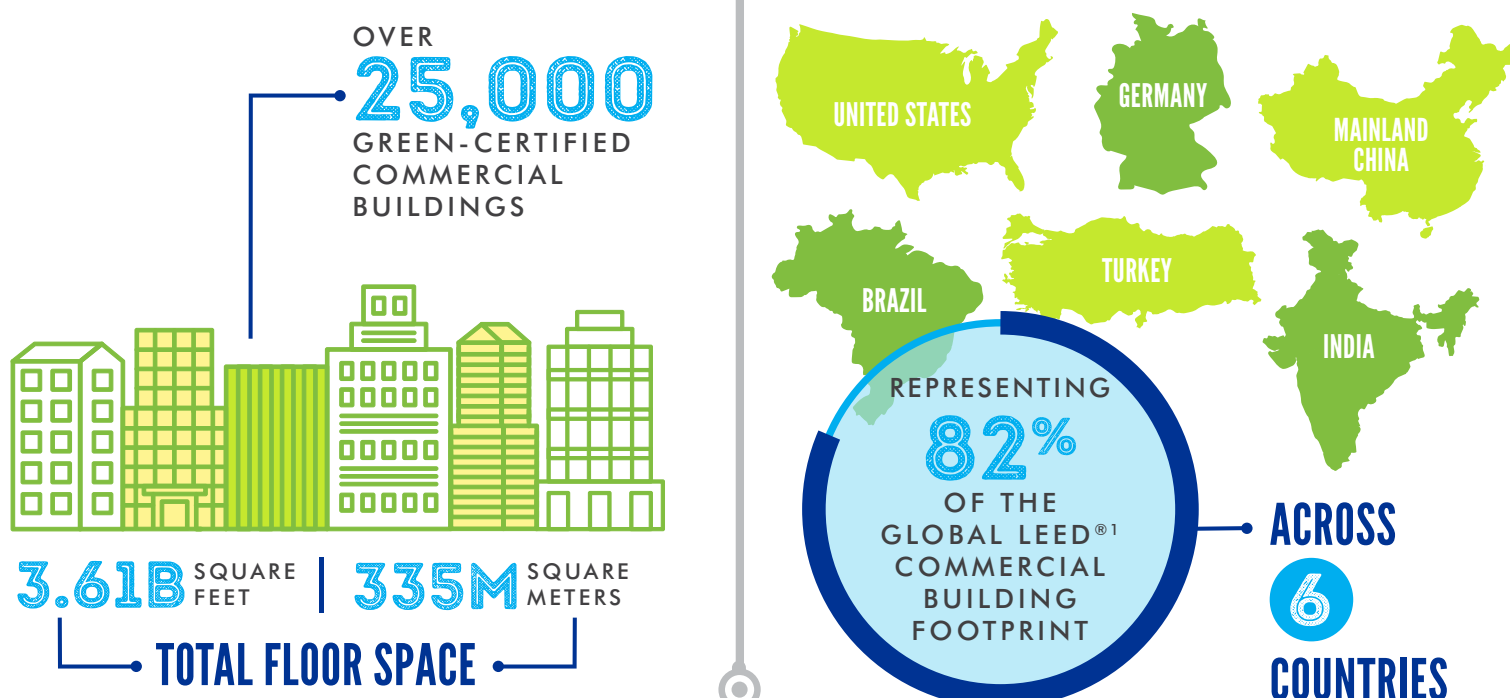 OVER
25,000
GREEN-CERTIFIED
COMMERCIAL
BUILDINGS
3.61B SQUARE
FEET
335M SQUARE
METERS
TOTAL FLOOR SPACE
UNITED STATES
GERMANY
MAINLAND
CHINA
BRAZIL
TURKEY
INDIA
REPRESENTING
82%
OF THE
GLOBAL LEED®1
COMMERCIAL
BUILDING
FOOTPRINT
ACROSS
6
COUNTRIES